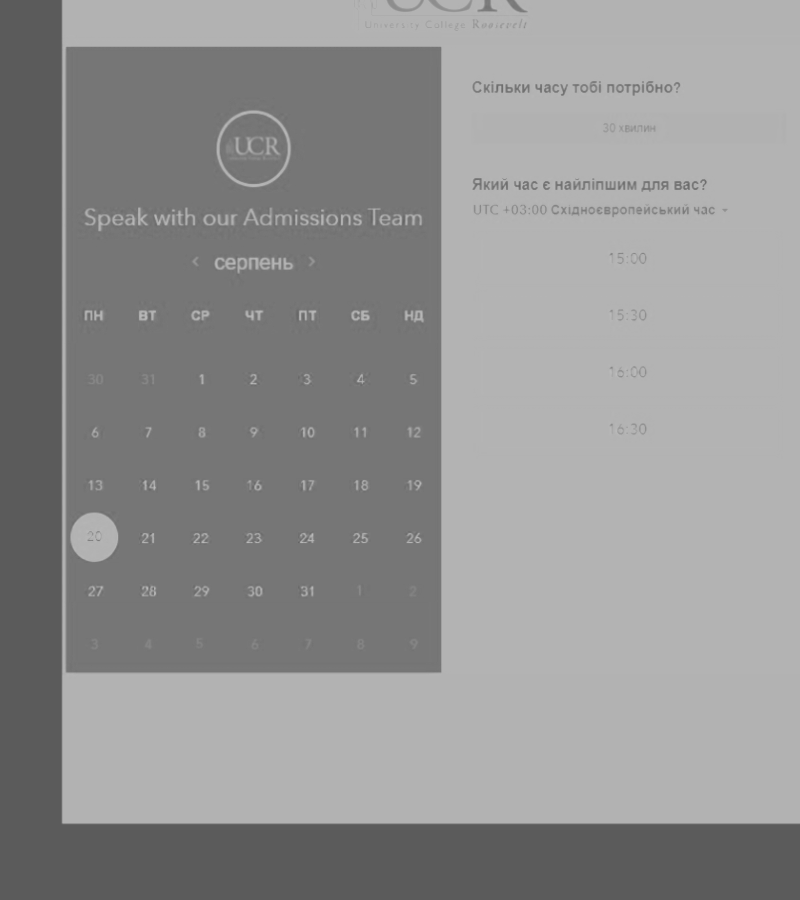 UCR
University College Roosevelt
UCR
Speak with our Admissions Team
< серпень >
ПН ВТ СР ЧТ ПТ СБ НД
30 31 1 2 3 4 5
6 7 8 9 10 11 12
13 14 15 16 17 18 19
20 21 22 23 24 25 26
27 28 29 30 31 1 2
3 4 5 6 7 8 9
Скільки часу тобі потрібно?
30 хвилин
Який час є найліпшим для вас?
UTC +03:00 Східноєвропейський час
15:00
15:30
16:00
16:30